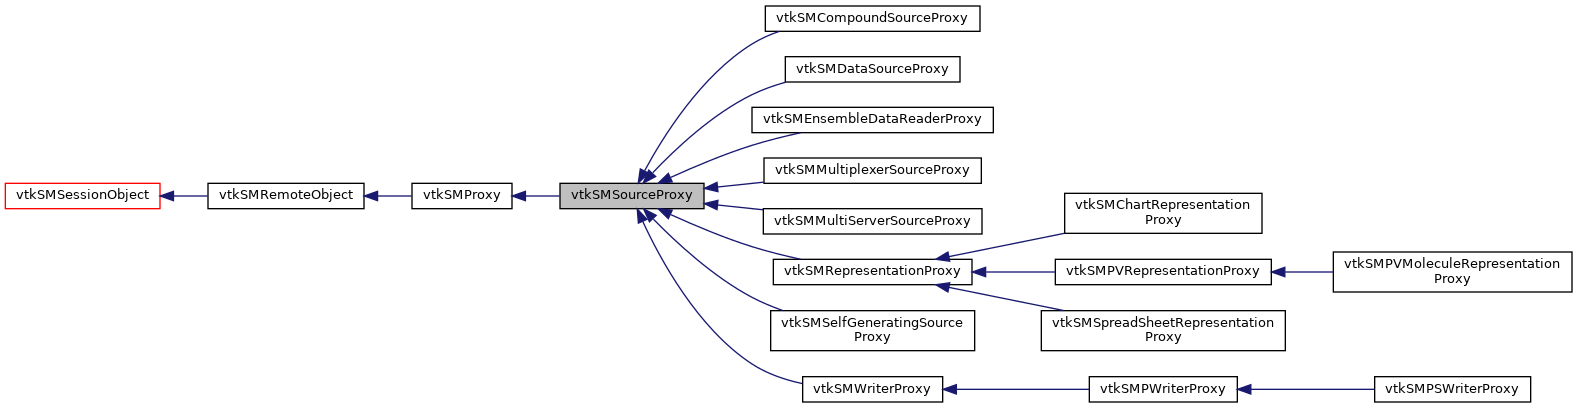 vtkSMCompoundSourceProxy
vtkSMDataSourceProxy
vtkSMEnsembleDataReaderProxy
vtkSMMultiplexerSourceProxy
vtkSMSessionObject
vtkSMRemoteObject
vtkSMProxy
vtkSMSourceProxy
vtkSMMultiServerSourceProxy
vtkSMChartRepresentation
Proxy
vtkSMRepresentationProxy
vtkSMPVRepresentationProxy
vtkSMPVMoleculeRepresentation
Proxy
vtkSMSelfGeneratingSource
Proxy
vtkSMSpreadSheetRepresentation
Proxy
vtkSMWriterProxy
vtkSMPWriterProxy
vtkSMPSWriterProxy